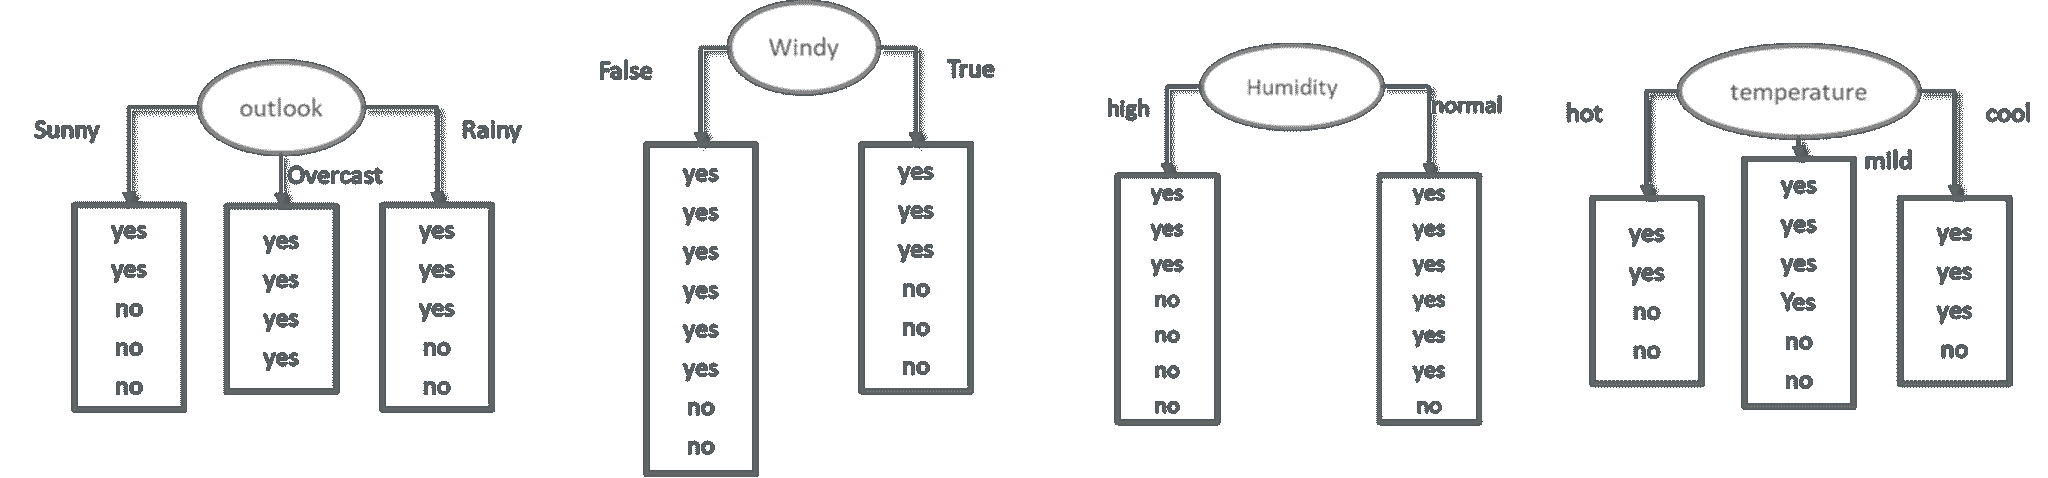 outlook
Sunny
Overcast
Rainy
yes
yes
no
no
no
yes
yes
yes
yes
yes
yes
yes
no
no
Windy
False
True
yes
yes
yes
yes
yes
yes
no
no
yes
yes
yes
no
no
no
Humidity
high
normal
yes
yes
yes
no
no
no
no
yes
yes
yes
yes
yes
yes
no
temperature
hot
mild
cool
yes
yes
no
no
yes
yes
yes
Yes
no
no
yes
yes
yes
no